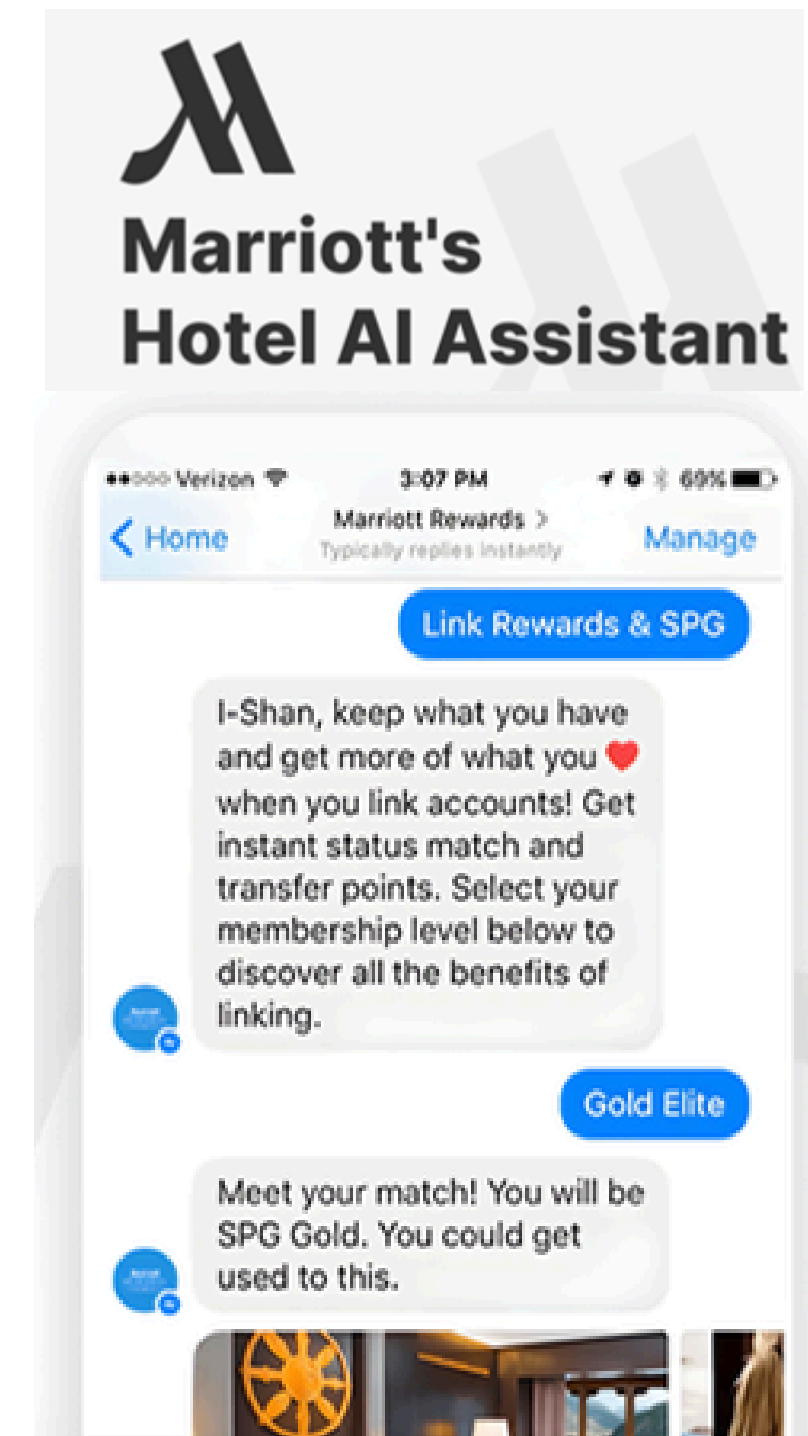 Marriott's
Hotel AI Assistant
Verizon
3:07 PM
69%
Home
Marriott Rewards >
Typically replies instantly
Manage
Link Rewards & SPG
I-Shan, keep what you have
and get more of what you ❤
when you link accounts! Get
instant status match and
transfer points. Select your
membership level below to
discover all the benefits of
linking.
Gold Elite
Meet your match! You will be
SPG Gold. You could get
used to this.